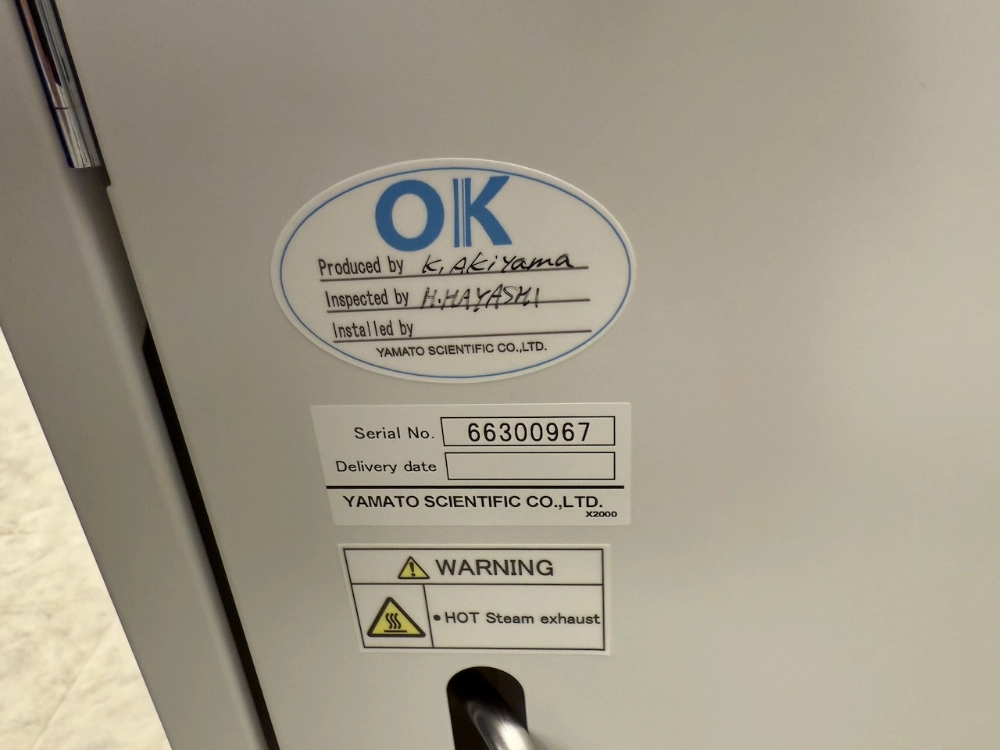 OK
Produced by K. AKiyama
Inspected by H.HAYASHI
Installed by
YAMATO SCIENTIFIC CO.,LTD.
Serial No. 66300967
Delivery date
YAMATO SCIENTIFIC CO.,LTD.
X2000
WARNING
• HOT Steam exhaust